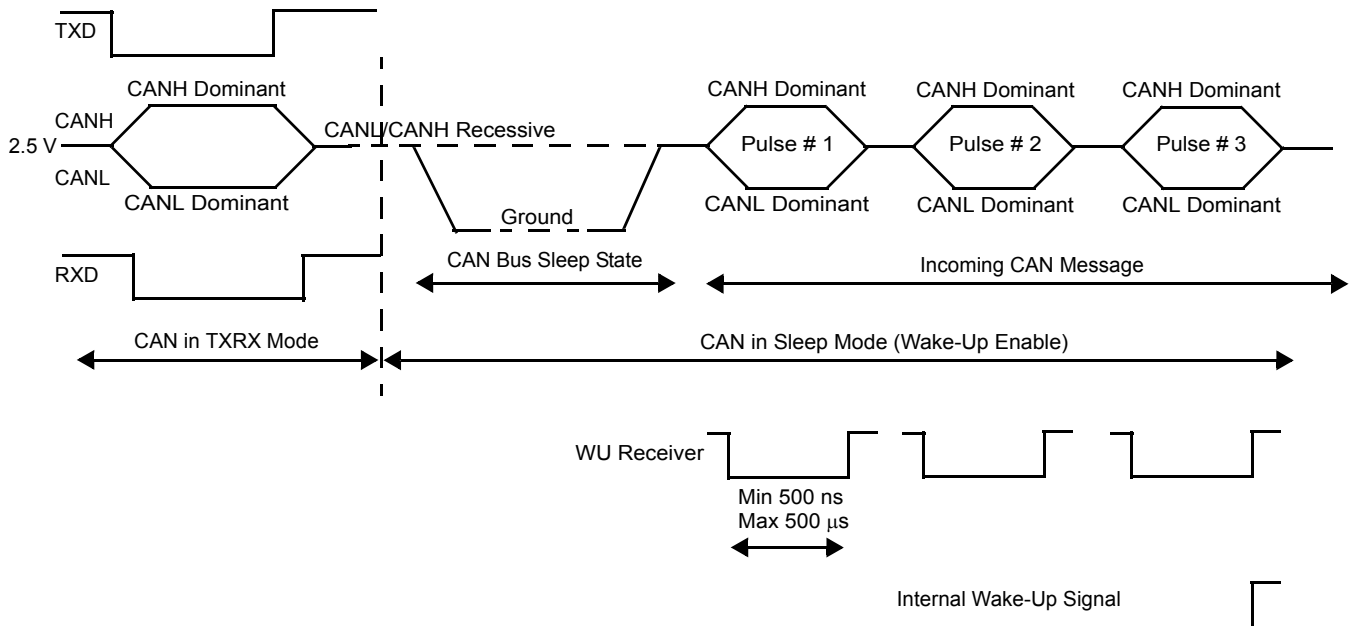 TXD
CANH Dominant
CANH Dominant
CANH Dominant
CANH Dominant
CANH
CANL/CANH Recessive
2.5 V
Pulse # 1
Pulse # 2
Pulse # 3
CANL
CANL Dominant
Ground
CANL Dominant
CANL Dominant
CANL Dominant
RXD
CAN Bus Sleep State
Incoming CAN Message
CAN in TXRX Mode
CAN in Sleep Mode (Wake-Up Enable)
WU Receiver
Min 500 ns
Max 500 μs
Internal Wake-Up Signal